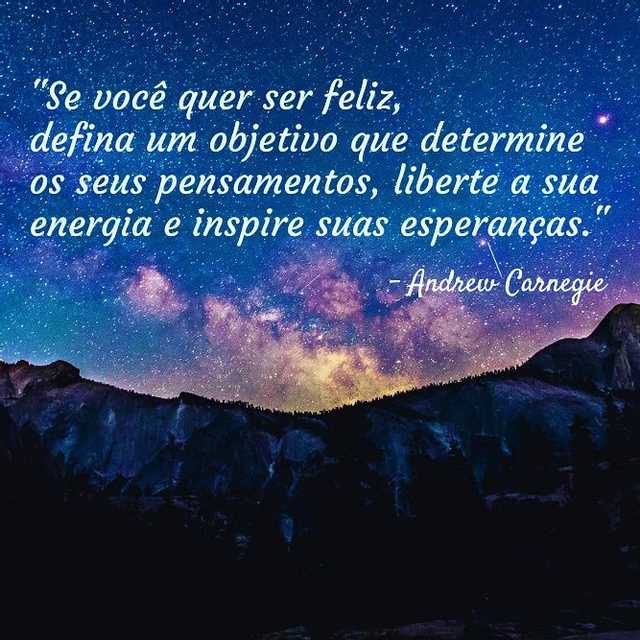 "Se você quer ser feliz,
defina um objetivo que determine
os seus pensamentos, liberte a sua
energia e inspire suas esperanças."
- Andrew Carnegie